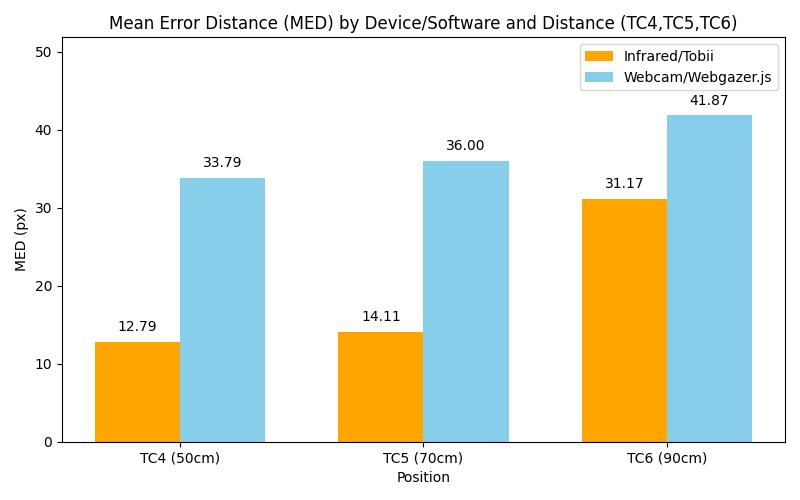 Mean Error Distance (MED) by Device/Software and Distance (TC4,TC5,TC6)
Infrared/Tobii
Webcam/Webgazer.js
MED (px)
50
40
30
20
10
0
12.79
33.79
14.11
36.00
31.17
41.87
TC4 (50cm)
TC5 (70cm)
TC6 (90cm)
Position